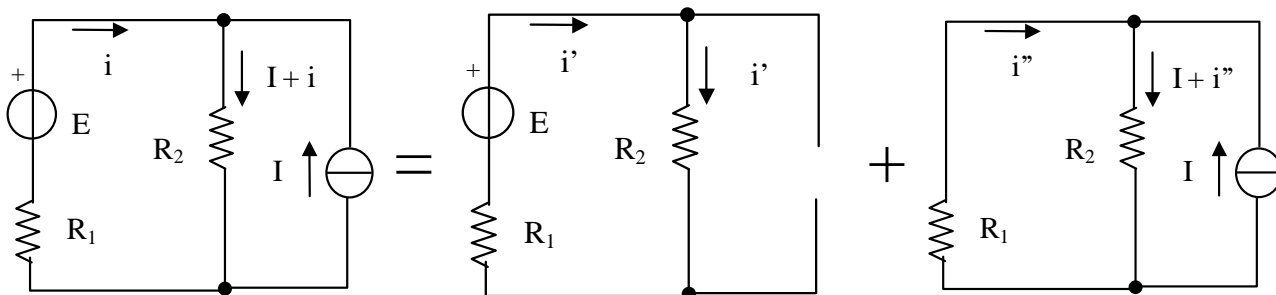 +
i
I + i
E
R₂
I
R₁
=
+
i’
i’
E
R₂
R₁
+
i”
I + i”
R₂
I
R₁